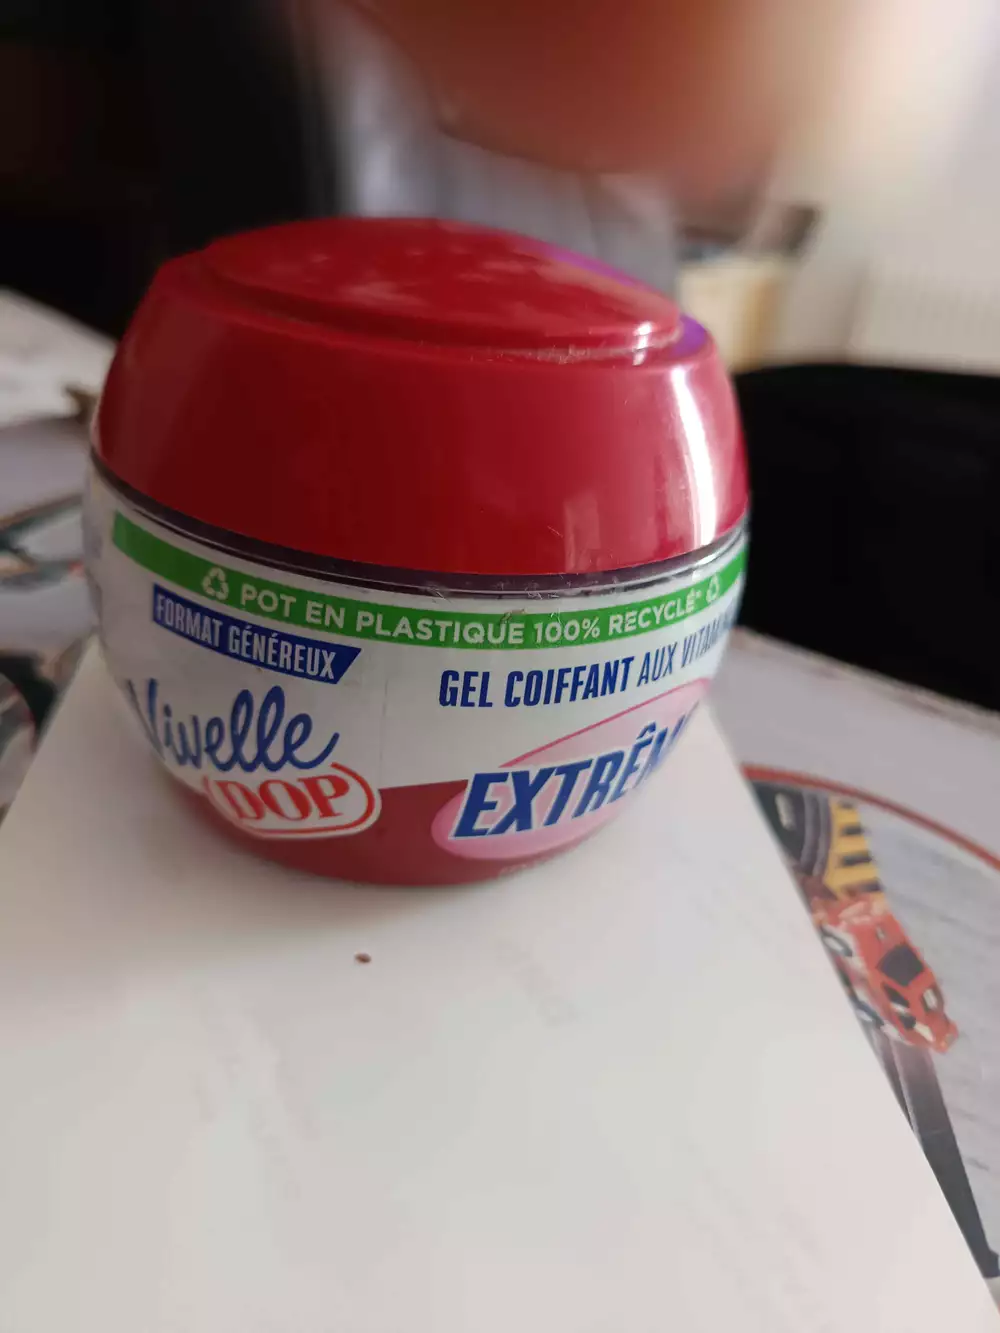 POT EN PLASTIQUE 100% RECYCLÉ*
FORMAT GÉNÉREUX
GEL COIFFANT AUX
Vivelle
DOP